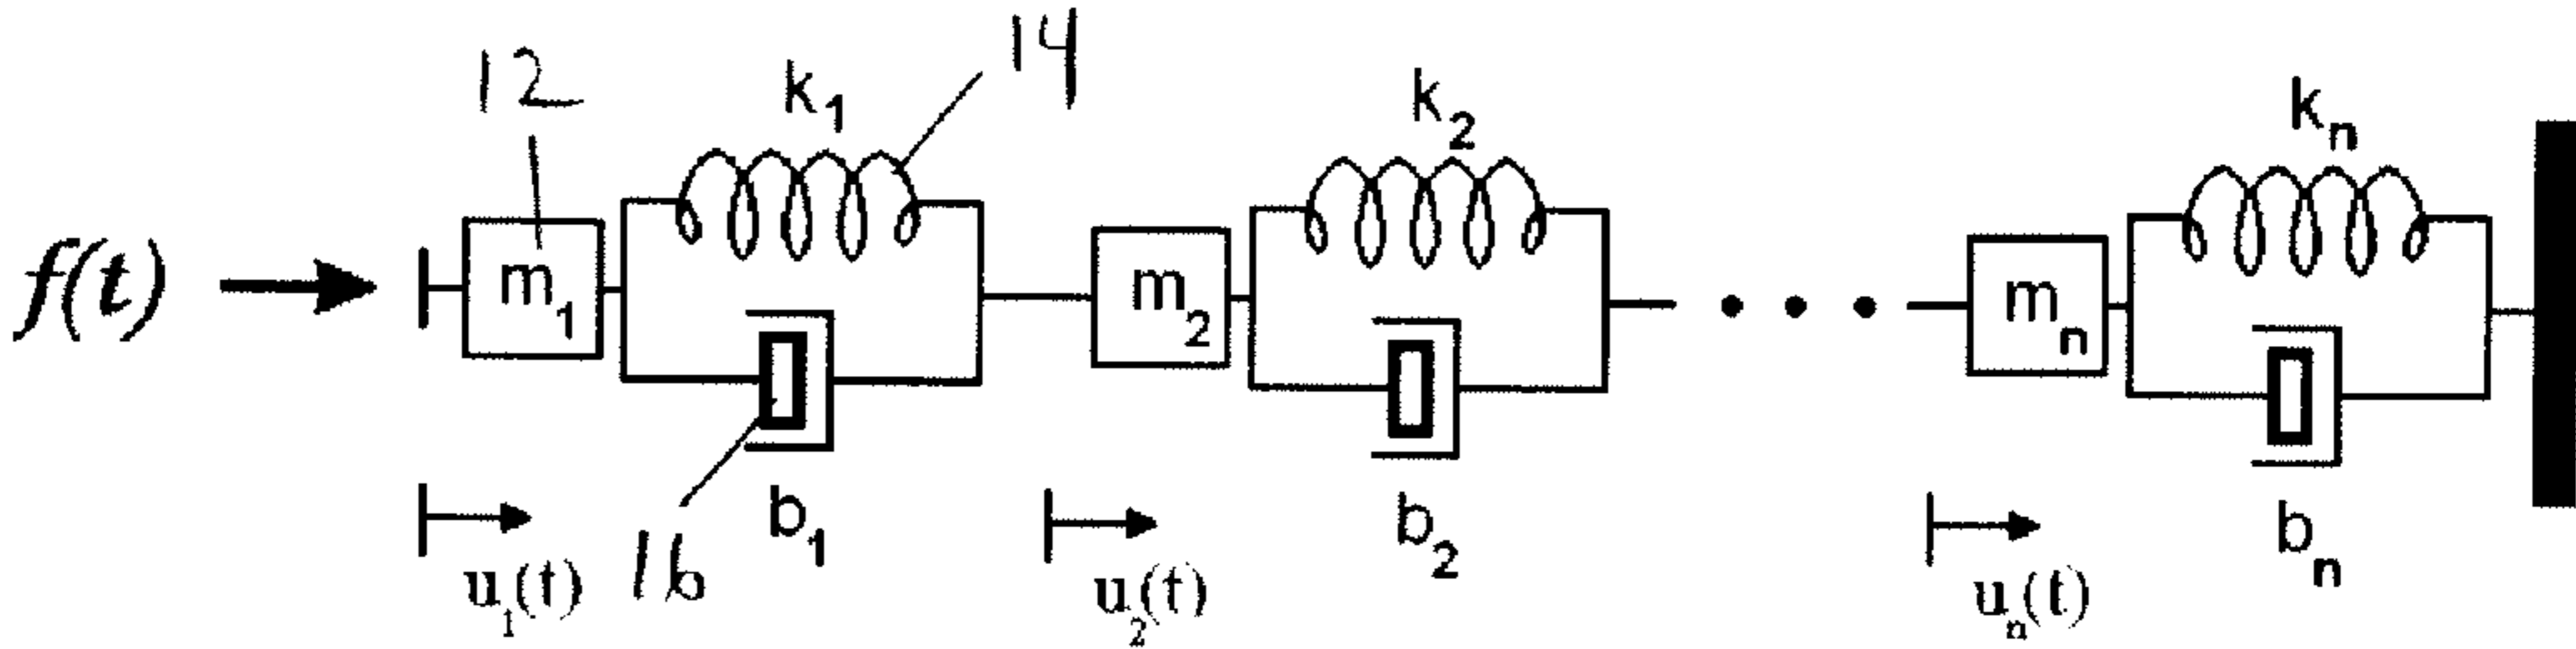 12 k₁ 14 k₂ kₙ
f(t) m₁ m₂ • • • mₙ
u₁(t) 16 b₁ u₂(t) b₂ uₙ(t) bₙ